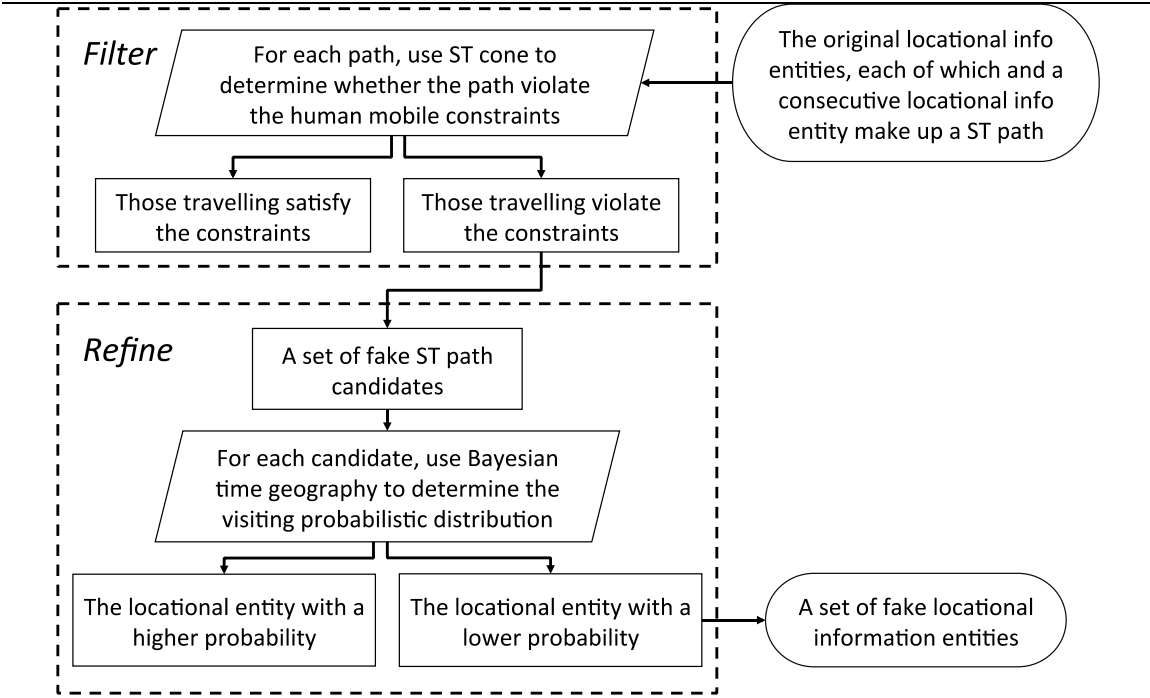 Filter
For each path, use ST cone to
determine whether the path violate
the human mobile constraints
The original locational info
entities, each of which and a
consecutive locational info
entity make up a ST path
Those travelling satisfy
the constraints
Those travelling violate
the constraints
Refine
A set of fake ST path
candidates
For each candidate, use Bayesian
time geography to determine the
visiting probabilistic distribution
The locational entity with a
higher probability
The locational entity with a
lower probability
A set of fake locational
information entities